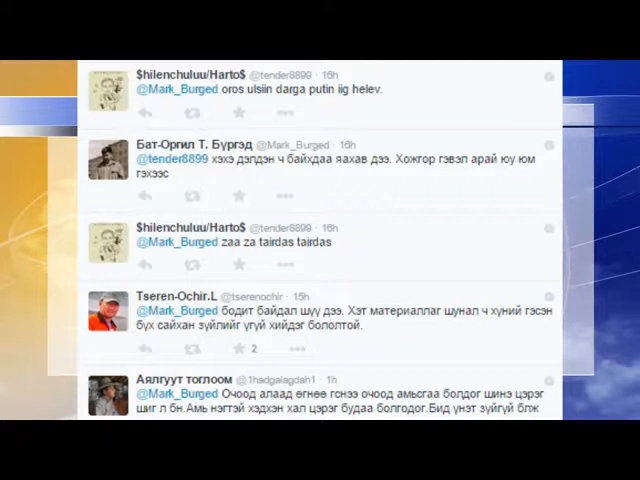 $hilenchuluu/Harto$ @tender8899 · 16h
@Mark_Burged oros ulsiin darga putin iig helev.
Бат-Оргил Т. Бүргэд @Mark_Burged · 16h
@tender8899 хэхэ дэлдэн ч байхдаа яахав дээ. Хожгор гэвэл арай юу юм
гэхээс
$hilenchuluu/Harto$ @tender8899 · 16h
@Mark_Burged zaa za tairdas tairdas
Tseren-Ochir.L @tserenochir · 15h
@Mark_Burged бодит байдал шүү дээ. Хэт материаллаг шунал ч хүний гэсэн
бүх сайхан зүйлийг үгүй хийдэг бололтой.
2
Аялгуут тоглоом @1hadgalagdah1 · 1h
@Mark_Burged Очоод алаад өгнөө гснээ очоод амьсгаа болдог шинэ цэрэг
шиг л бн.Амь нэгтэй хэдхэн хал цэрэг будаа болгодог.Бид үнэт зүйгүй блж